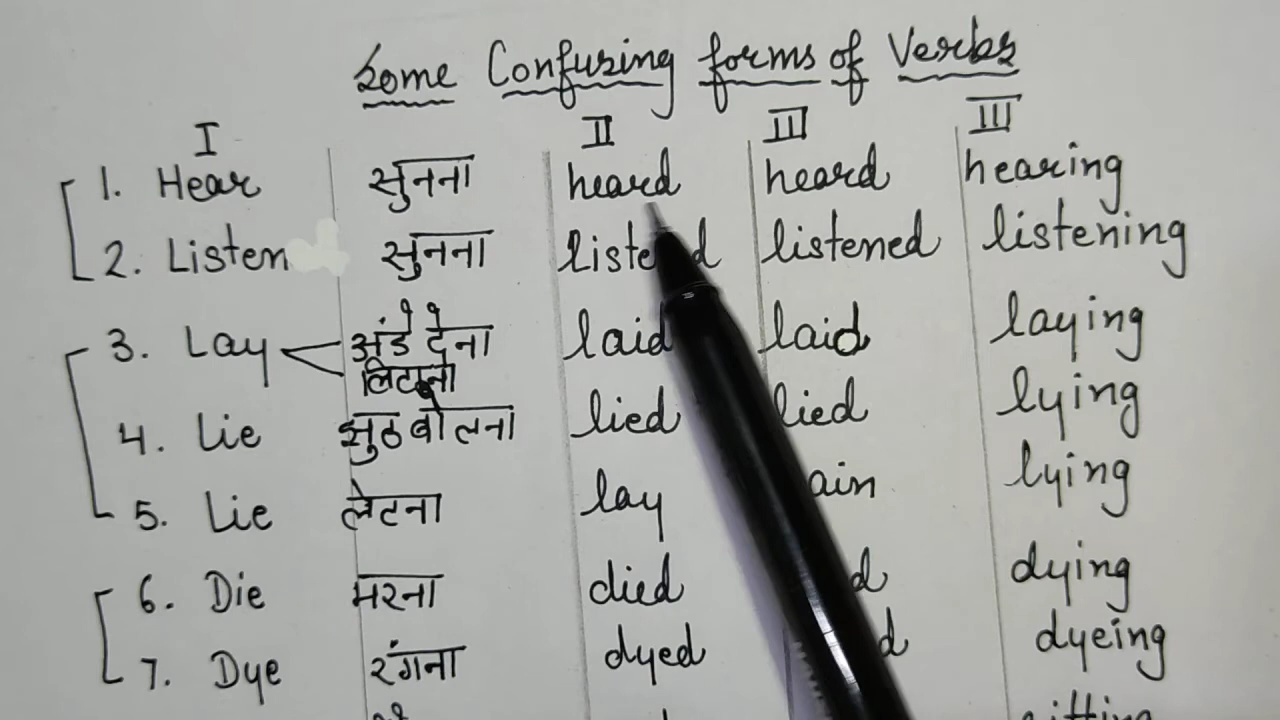 Some Confusing forms of Verbs
I II III III
1. Hear सुनना heard heard hearing
2. Listen सुनना listened listening
3. Lay अंडे देना laid laid laying
लिटाना
4. Lie झुठ बोलना lied lied lying
5. Lie लेटना lay lying
6. Die मरना died dying
7. Dye रंगना dyed dyeing